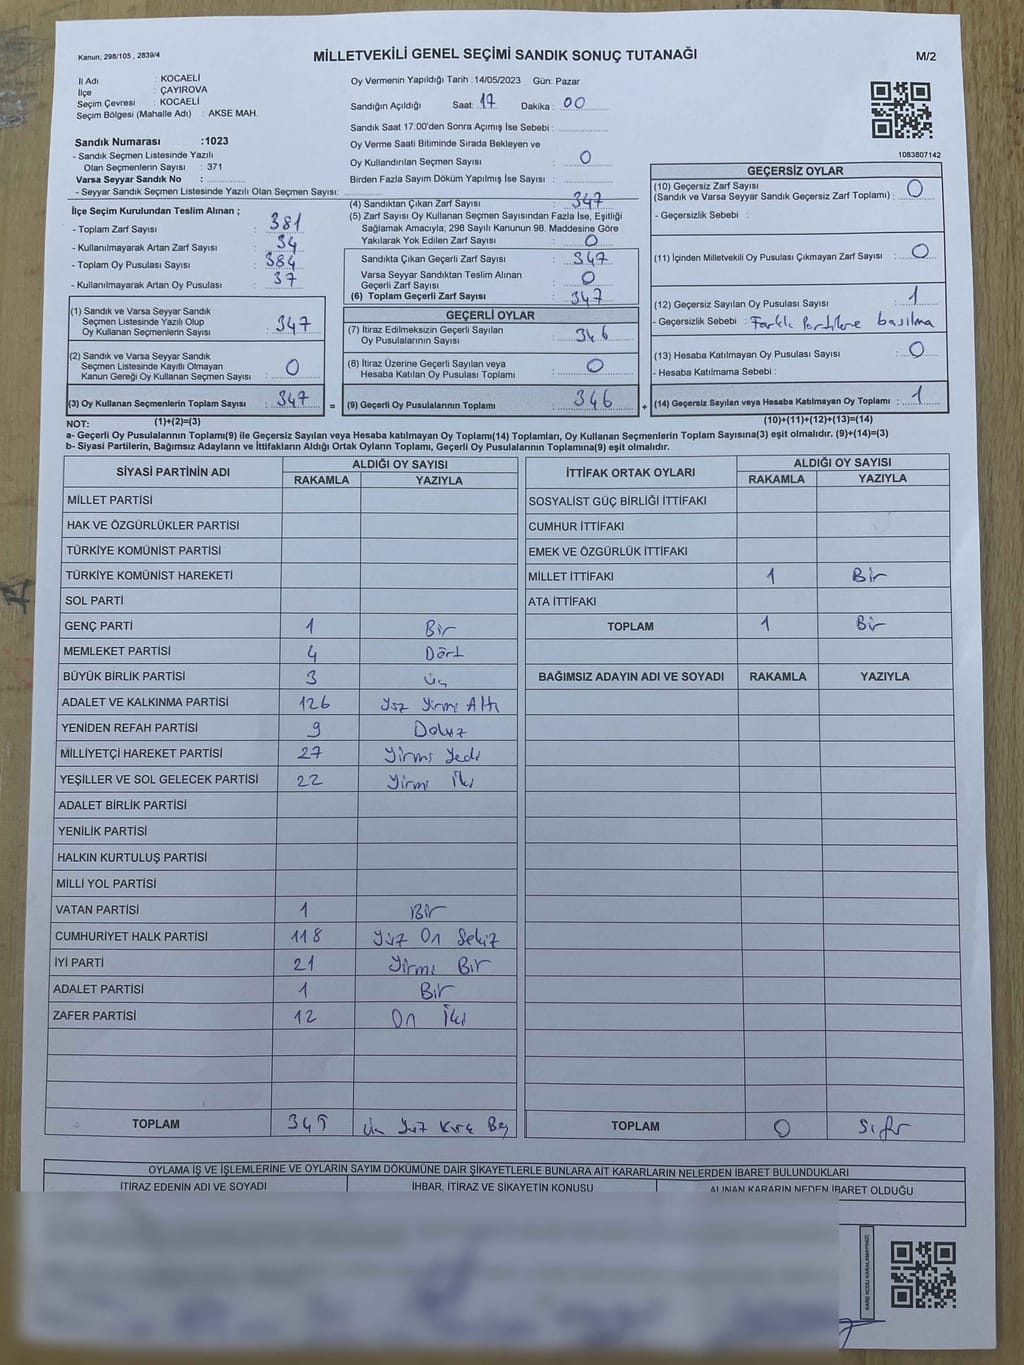 Kanun; 298/105 , 2839/4
MİLLETVEKİLİ GENEL SEÇİMİ SANDIK SONUÇ TUTANAĞI
M/2
İl Adı : KOCAELİ
İlçe : ÇAYIROVA
Seçim Çevresi : KOCAELİ
Seçim Bölgesi (Mahalle Adı) : AKSE MAH.
Sandık Numarası :1023
- Sandık Seçmen Listesinde Yazılı
Olan Seçmenlerin Sayısı : 371
Varsa Seyyar Sandık No :
- Seyyar Sandık Seçmen Listesinde Yazılı Olan Seçmen Sayısı:
Oy Vermenin Yapıldığı Tarih :14/05/2023 Gün: Pazar
Sandığın Açıldığı Saat: 17 Dakika : 00
Sandık Saat 17:00'den Sonra Açımış İse Sebebi :
Oy Verme Saati Bitiminde Sırada Bekleyen ve
Oy Kullandırılan Seçmen Sayısı : 0
Birden Fazla Sayım Döküm Yapılmış İse Sayısı :
1083807142
İlçe Seçim Kurulundan Teslim Alınan ;
- Toplam Zarf Sayısı : 381
- Kullanılmayarak Artan Zarf Sayısı : 34
- Toplam Oy Pusulası Sayısı : 384
- Kullanılmayarak Artan Oy Pusulası : 37
(1) Sandık ve Varsa Seyyar Sandık
Seçmen Listesinde Yazılı Olup
Oy Kullanan Seçmenlerin Sayısı : 347
(2) Sandık ve Varsa Seyyar Sandık
Seçmen Listesinde Kayıtlı Olmayan
Kanun Gereği Oy Kullanan Seçmen Sayısı : 0
(3) Oy Kullanan Seçmenlerin Toplam Sayısı : 347
(1)+(2)=(3)
(4) Sandıktan Çıkan Zarf Sayısı : 347
(5) Zarf Sayısı Oy Kullanan Seçmen Sayısından Fazla İse, Eşitliği
Sağlamak Amacıyla; 298 Sayılı Kanunun 98. Maddesine Göre
Yakılarak Yok Edilen Zarf Sayısı : 0
Sandıkta Çıkan Geçerli Zarf Sayısı : 347
Varsa Seyyar Sandıktan Teslim Alınan
Geçerli Zarf Sayısı : 0
(6) Toplam Geçerli Zarf Sayısı : 347
GEÇERLİ OYLAR
(7) İtiraz Edilmeksizin Geçerli Sayılan
Oy Pusulalarının Sayısı : 346
(8) İtiraz Üzerine Geçerli Sayılan veya
Hesaba Katılan Oy Pusulası Toplamı : 0
= (9) Geçerli Oy Pusulalarının Toplamı : 346 +
GEÇERSİZ OYLAR
(10) Geçersiz Zarf Sayısı
(Sandık ve Varsa Seyyar Sandık Geçersiz Zarf Toplamı) : 0
- Geçersizlik Sebebi :
(11) İçinden Milletvekili Oy Pusulası Çıkmayan Zarf Sayısı : 0
(12) Geçersiz Sayılan Oy Pusulası Sayısı : 1
- Geçersizlik Sebebi : Farklı Partilere basılma
(13) Hesaba Katılmayan Oy Pusulası Sayısı : 0
- Hesaba Katılmama Sebebi :
(14) Geçersiz Sayılan veya Hesaba Katılmayan Oy Toplamı : 1
(10)+(11)+(12)+(13)=(14)
NOT:
a- Geçerli Oy Pusulalarının Toplamı(9) ile Geçersiz Sayılan veya Hesaba katılmayan Oy Toplamı(14) Toplamları, Oy Kullanan Seçmenlerin Toplam Sayısına(3) eşit olmalıdır. (9)+(14)=(3)
b- Siyasi Partilerin, Bağımsız Adayların ve İttifakların Aldığı Ortak Oyların Toplamı, Geçerli Oy Pusulalarının Toplamına(9) eşit olmalıdır.
SİYASİ PARTİNİN ADI ALDIĞI OY SAYISI
RAKAMLA YAZIYLA
MİLLET PARTİSİ
HAK VE ÖZGÜRLÜKLER PARTİSİ
TÜRKİYE KOMÜNİST PARTİSİ
TÜRKİYE KOMÜNİST HAREKETİ
SOL PARTİ
GENÇ PARTİ 1 Bir
MEMLEKET PARTİSİ 4 Dört
BÜYÜK BİRLİK PARTİSİ 3 Üç
ADALET VE KALKINMA PARTİSİ 126 Yüz Yirmi Altı
YENİDEN REFAH PARTİSİ 9 Dokuz
MİLLİYETÇİ HAREKET PARTİSİ 27 Yirmi Yedi
YEŞİLLER VE SOL GELECEK PARTİSİ 22 Yirmi İki
ADALET BİRLİK PARTİSİ
YENİLİK PARTİSİ
HALKIN KURTULUŞ PARTİSİ
MİLLİ YOL PARTİSİ
VATAN PARTİSİ 1 Bir
CUMHURİYET HALK PARTİSİ 118 Yüz On Sekiz
İYİ PARTİ 21 Yirmi Bir
ADALET PARTİSİ 1 Bir
ZAFER PARTİSİ 12 On İki
TOPLAM 345 Üç Yüz Kırk Beş
İTTİFAK ORTAK OYLARI ALDIĞI OY SAYISI
RAKAMLA YAZIYLA
SOSYALİST GÜÇ BİRLİĞİ İTTİFAKI
CUMHUR İTTİFAKI
EMEK VE ÖZGÜRLÜK İTTİFAKI
MİLLET İTTİFAKI 1 Bir
ATA İTTİFAKI
TOPLAM 1 Bir
BAĞIMSIZ ADAYIN ADI VE SOYADI RAKAMLA YAZIYLA
TOPLAM 0 Sıfır
OYLAMA İŞ VE İŞLEMLERİNE VE OYLARIN SAYIM DÖKÜMÜNE DAİR ŞİKAYETLERLE BUNLARA AİT KARARLARIN NELERDEN İBARET BULUNDUKLARI
İTİRAZ EDENİN ADI VE SOYADI İHBAR, İTİRAZ VE ŞİKAYETİN KONUSU ALINAN KARARIN NEDEN İBARET OLDUĞU
KARE KODU KARALAMAYINIZ!